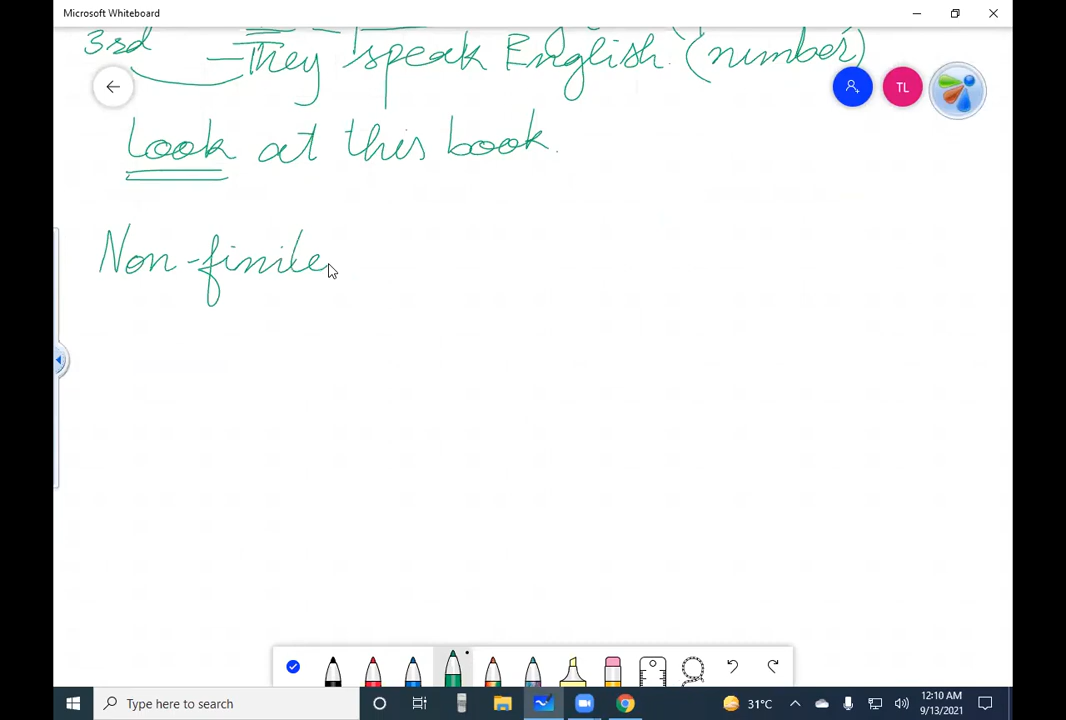 Microsoft Whiteboard
3rd – They speak English. (number)
TL
Look at this book.
Non-finite
Type here to search
31°C
12:10 AM
9/13/2021